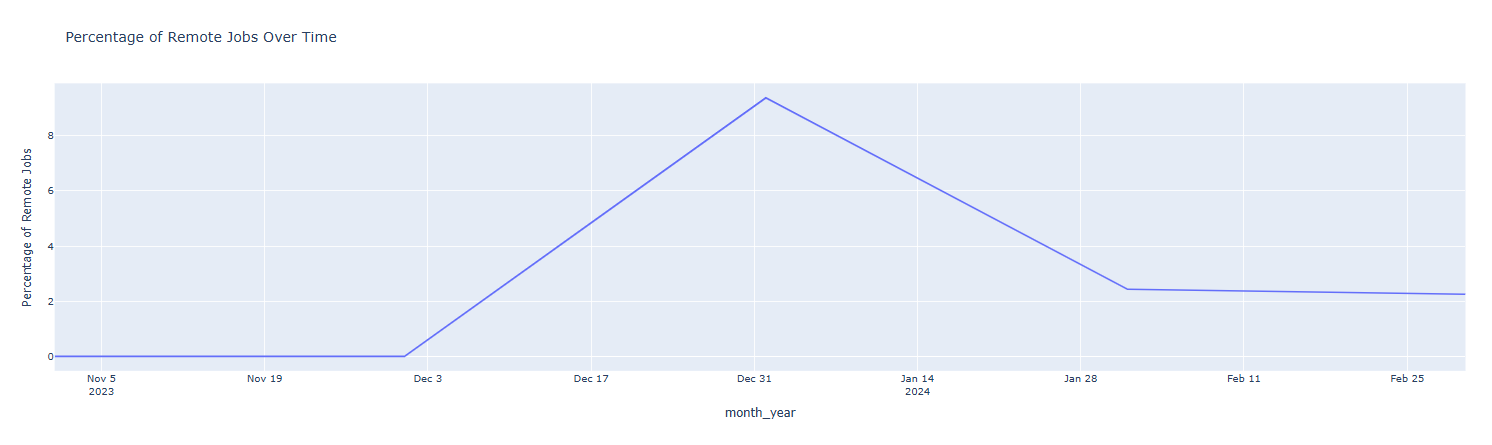 Percentage of Remote Jobs Over Time
Percentage of Remote Jobs
8
6
4
2
0
Nov 5 Nov 19 Dec 3 Dec 17 Dec 31 Jan 14 Jan 28 Feb 11 Feb 25
2023 2024
month_year